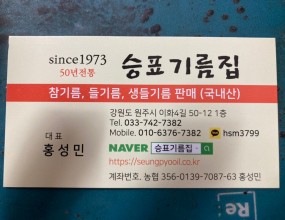 since1973
50년전통
승표기름집
참기름, 들기름, 생들기름 판매 (국내산)
강원도 원주시 이화4길 50-12 1층
Tel. 033-742-7382
Mobile. 010-6376-7382 hsm3799
대표
홍성민
NAVER 승표기름집
https://seungpyooil.co.kr
계좌번호. 농협 356-0139-7087-63 홍성민
Re: